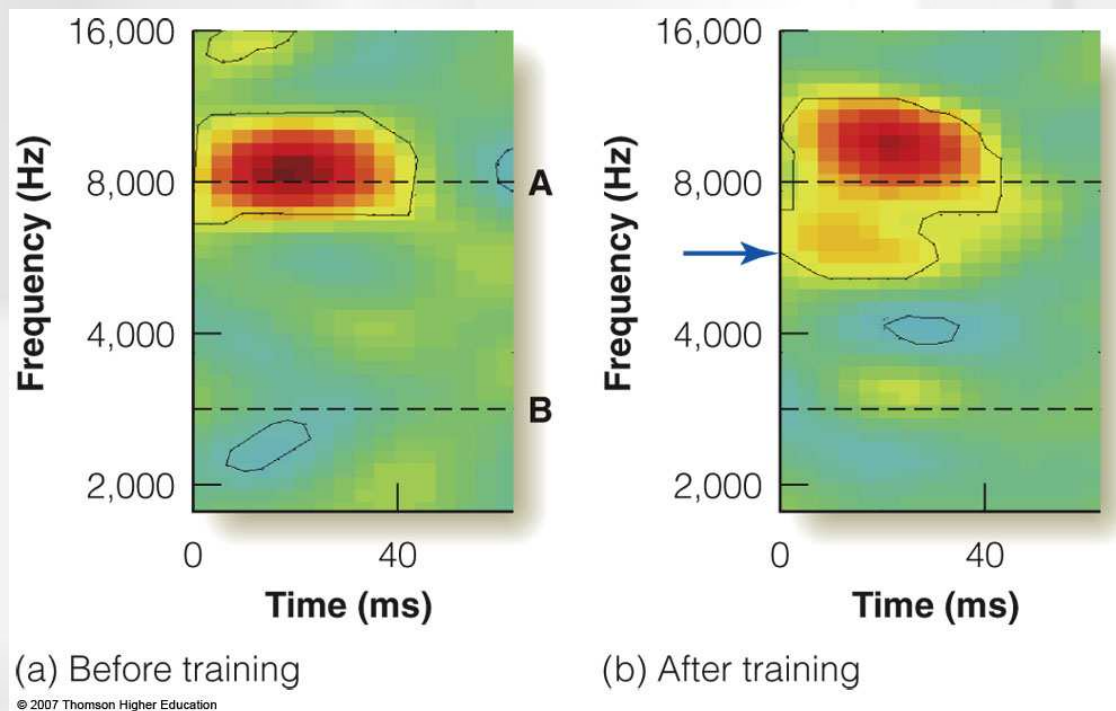 Frequency (Hz)
16,000
8,000
4,000
2,000
A
B
0
40
Time (ms)
(a) Before training
Frequency (Hz)
16,000
8,000
4,000
2,000
0
40
Time (ms)
(b) After training
© 2007 Thomson Higher Education